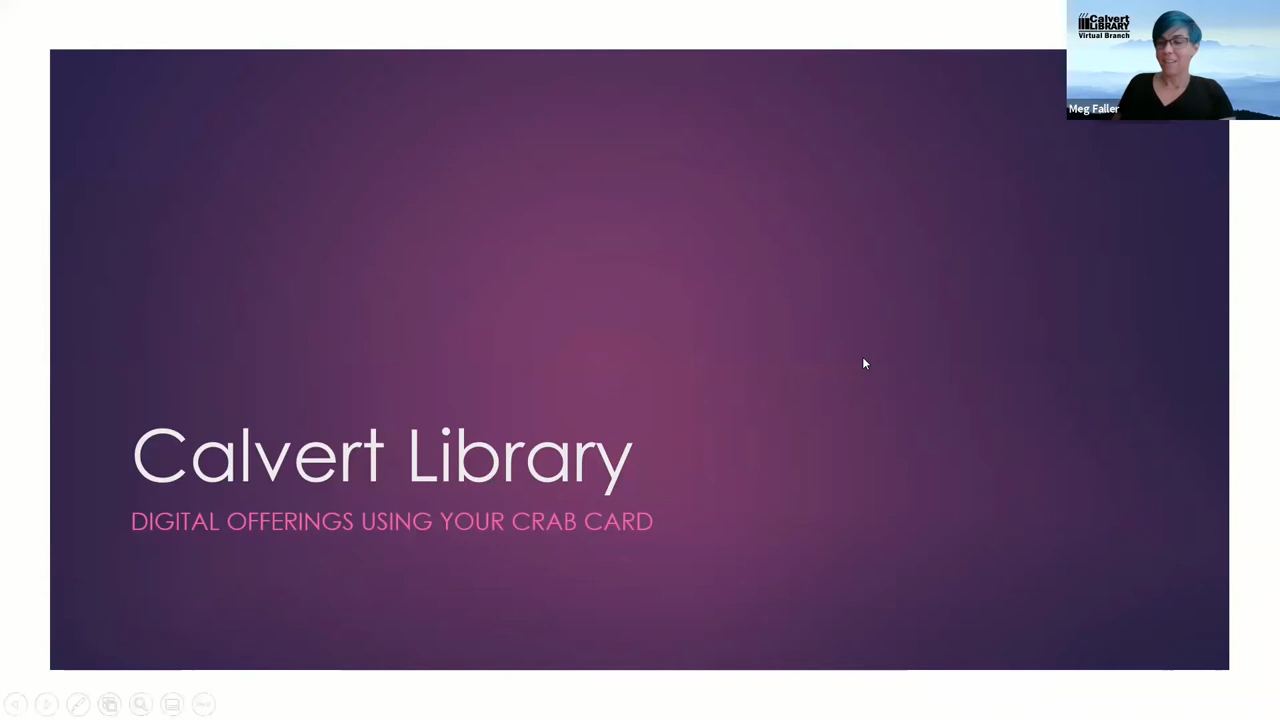 Calvert
LIBRARY
Virtual Branch
Meg Faller
Calvert Library
DIGITAL OFFERINGS USING YOUR CRAB CARD